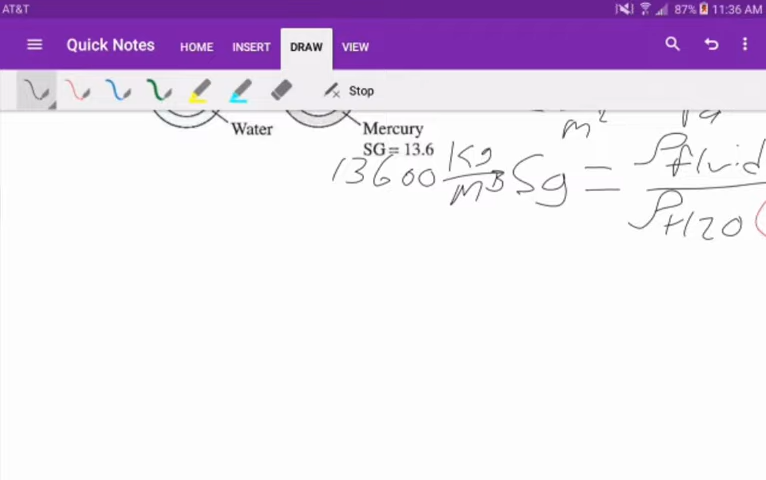 AT&T 87% 11:36 AM
Quick Notes HOME INSERT DRAW VIEW
Stop
m²
Water
Mercury
SG = 13.6
13600 Kg/m³ Sg = ρfluid/ρH2O (